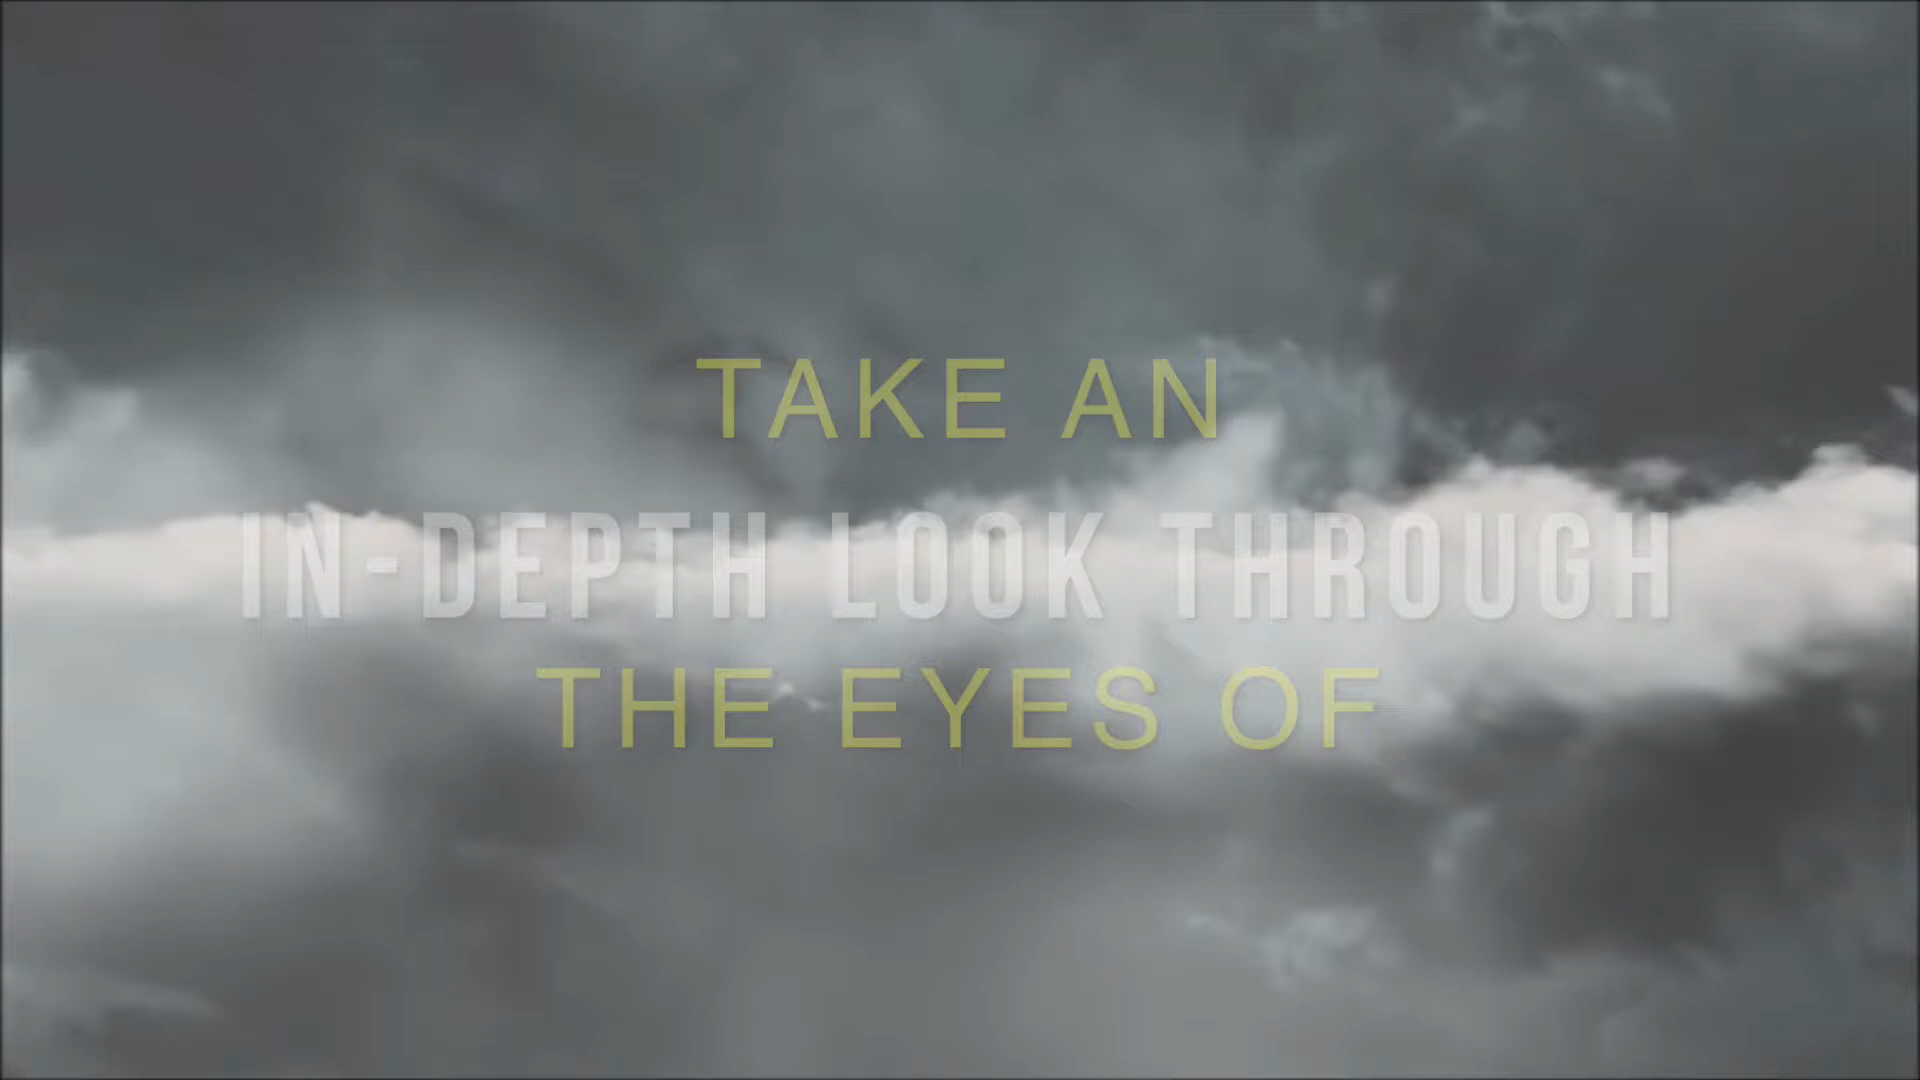 TAKE AN
IN-DEPTH LOOK THROUGH
THE EYES OF